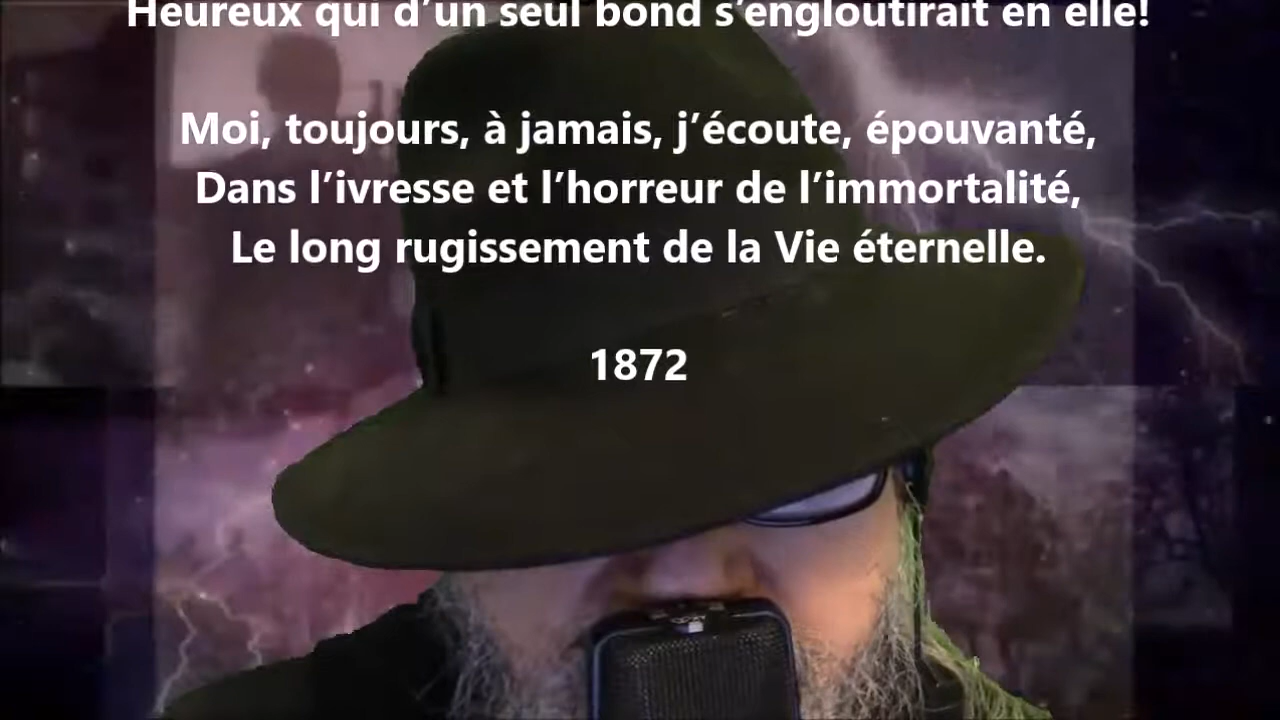 Heureux qui d’un seul bond s’engloutirait en elle!
Moi, toujours, à jamais, j’écoute, épouvanté,
Dans l’ivresse et l’horreur de l’immortalité,
Le long rugissement de la Vie éternelle.
1872